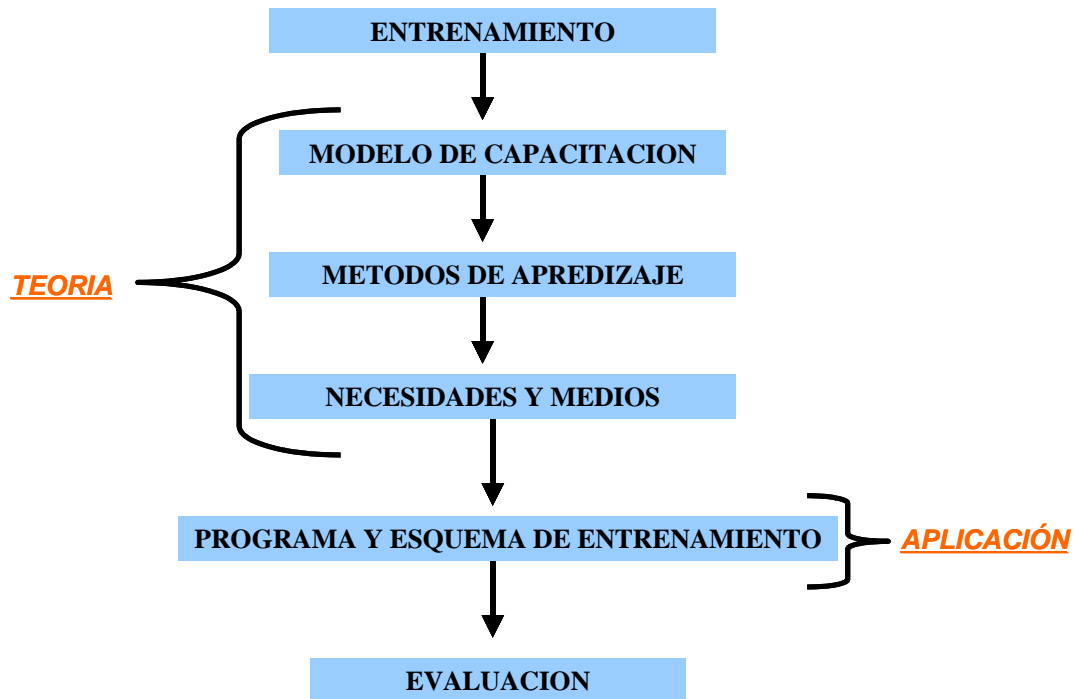 ENTRENAMIENTO
MODELO DE CAPACITACION
METODOS DE APREDIZAJE
TEORIA
NECESIDADES Y MEDIOS
PROGRAMA Y ESQUEMA DE ENTRENAMIENTO
APLICACIÓN
EVALUACION